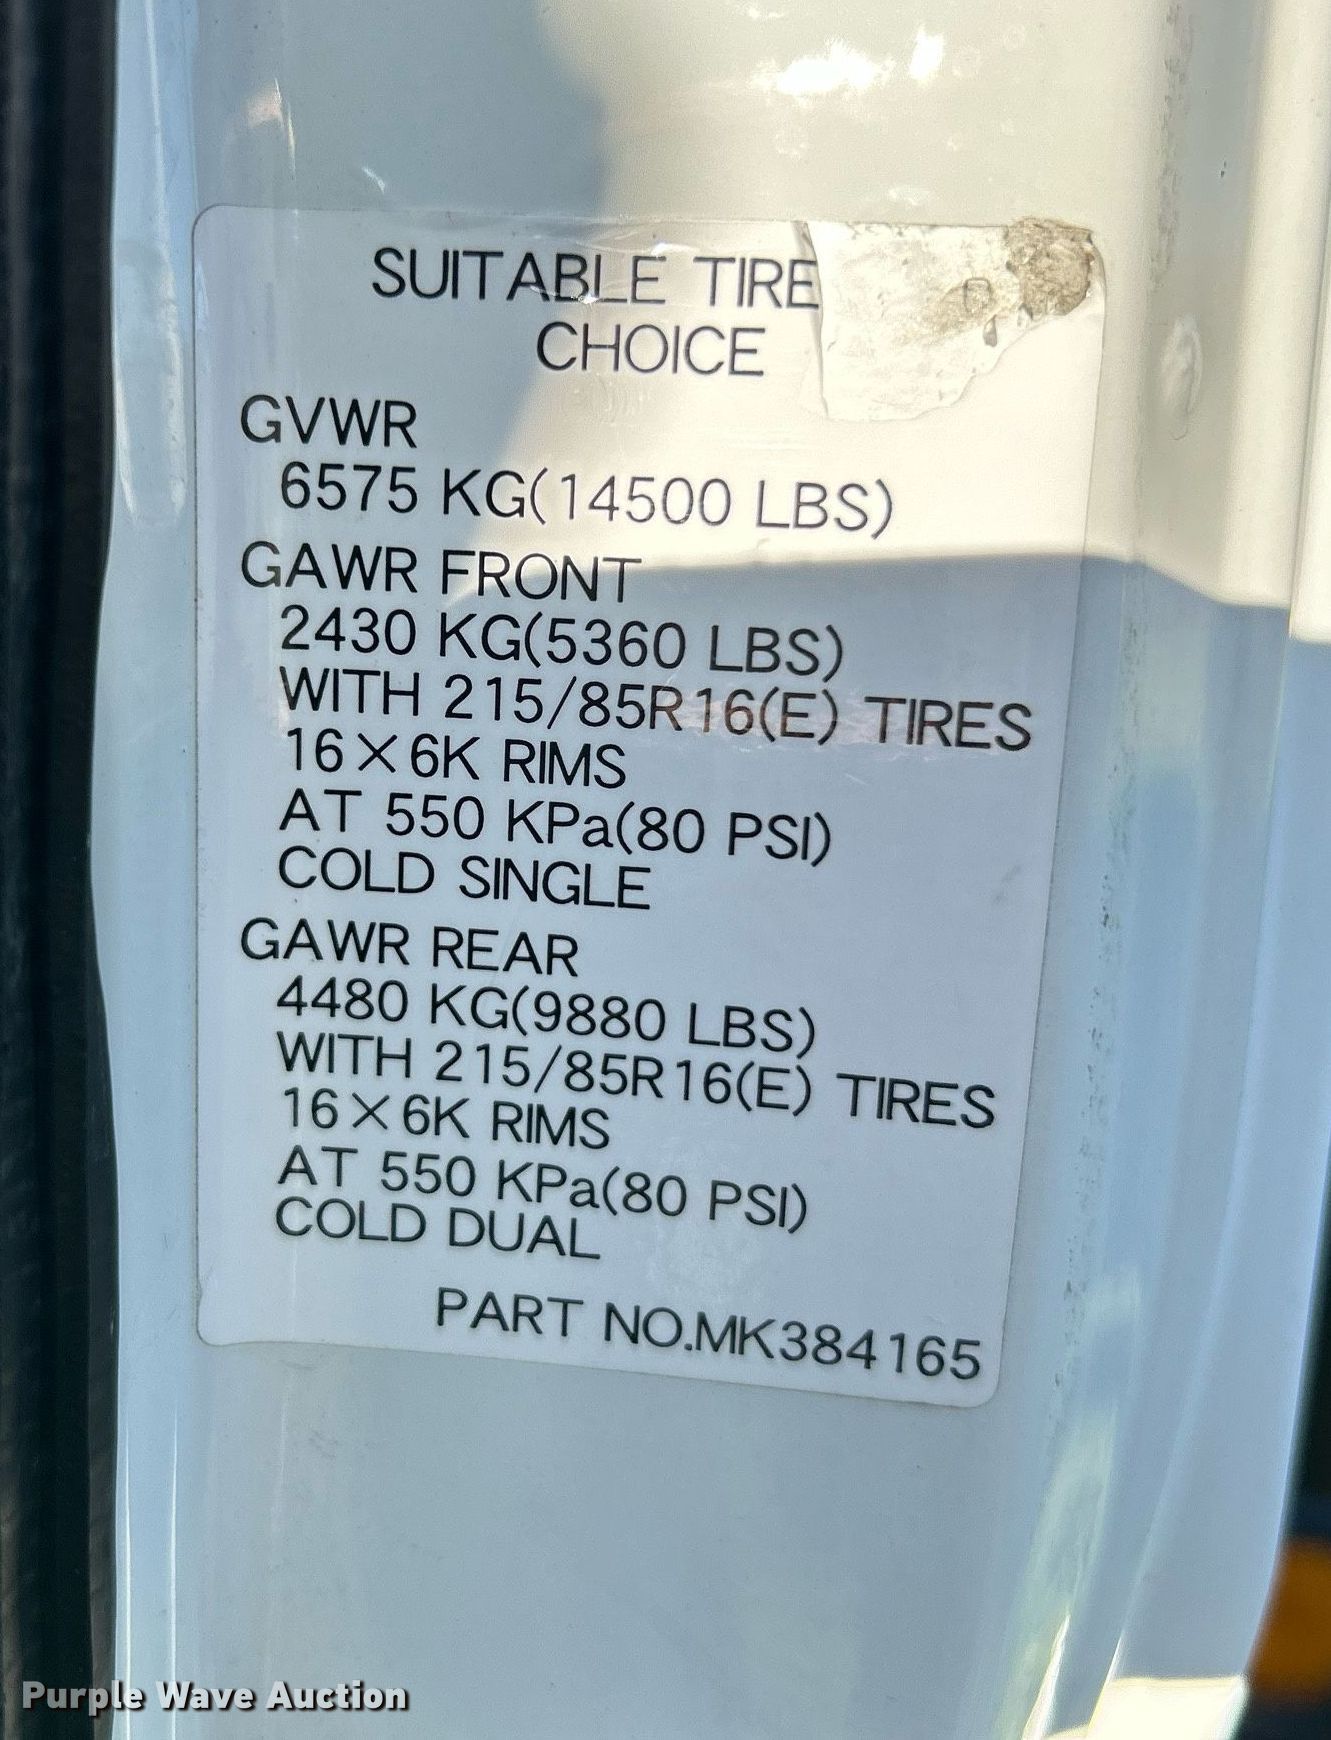 SUITABLE TIRE
CHOICE
GVWR
6575 KG(14500 LBS)
GAWR FRONT
2430 KG(5360 LBS)
WITH 215/85R16(E) TIRES
16×6K RIMS
AT 550 KPa(80 PSI)
COLD SINGLE
GAWR REAR
4480 KG(9880 LBS)
WITH 215/85R16(E) TIRES
16×6K RIMS
AT 550 KPa(80 PSI)
COLD DUAL
PART NO.MK384165
Purple Wave Auction